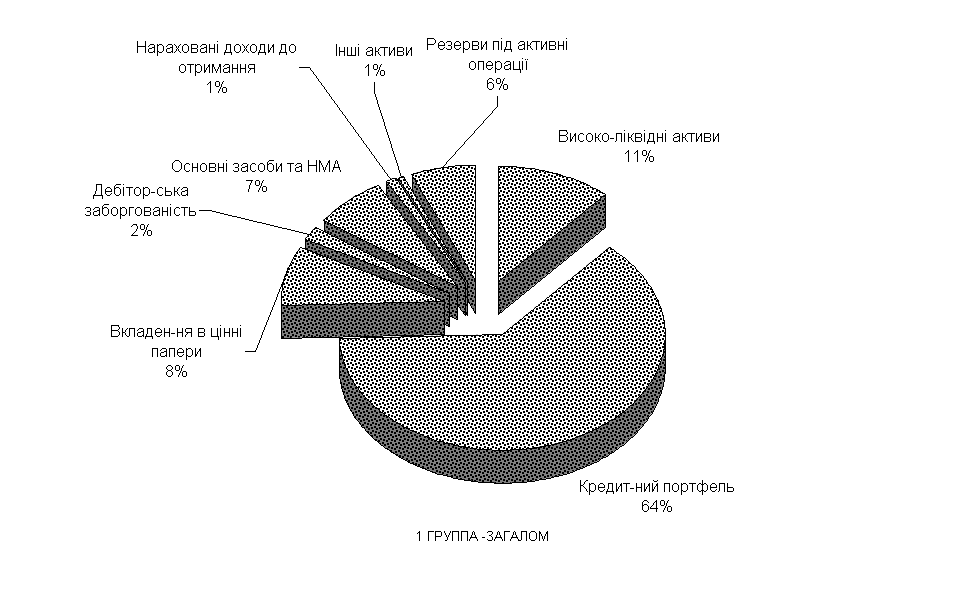 Нараховані доходи до
отримання
1%
Інші активи
1%
Резерви під активні
операції
6%
Високо-ліквідні активи
11%
Основні засоби та НМА
7%
Дебітор-ська
заборгованість
2%
Вкладен-ня в цінні
папери
8%
Кредит-ний портфель
64%
1 ГРУППА -ЗАГАЛОМ